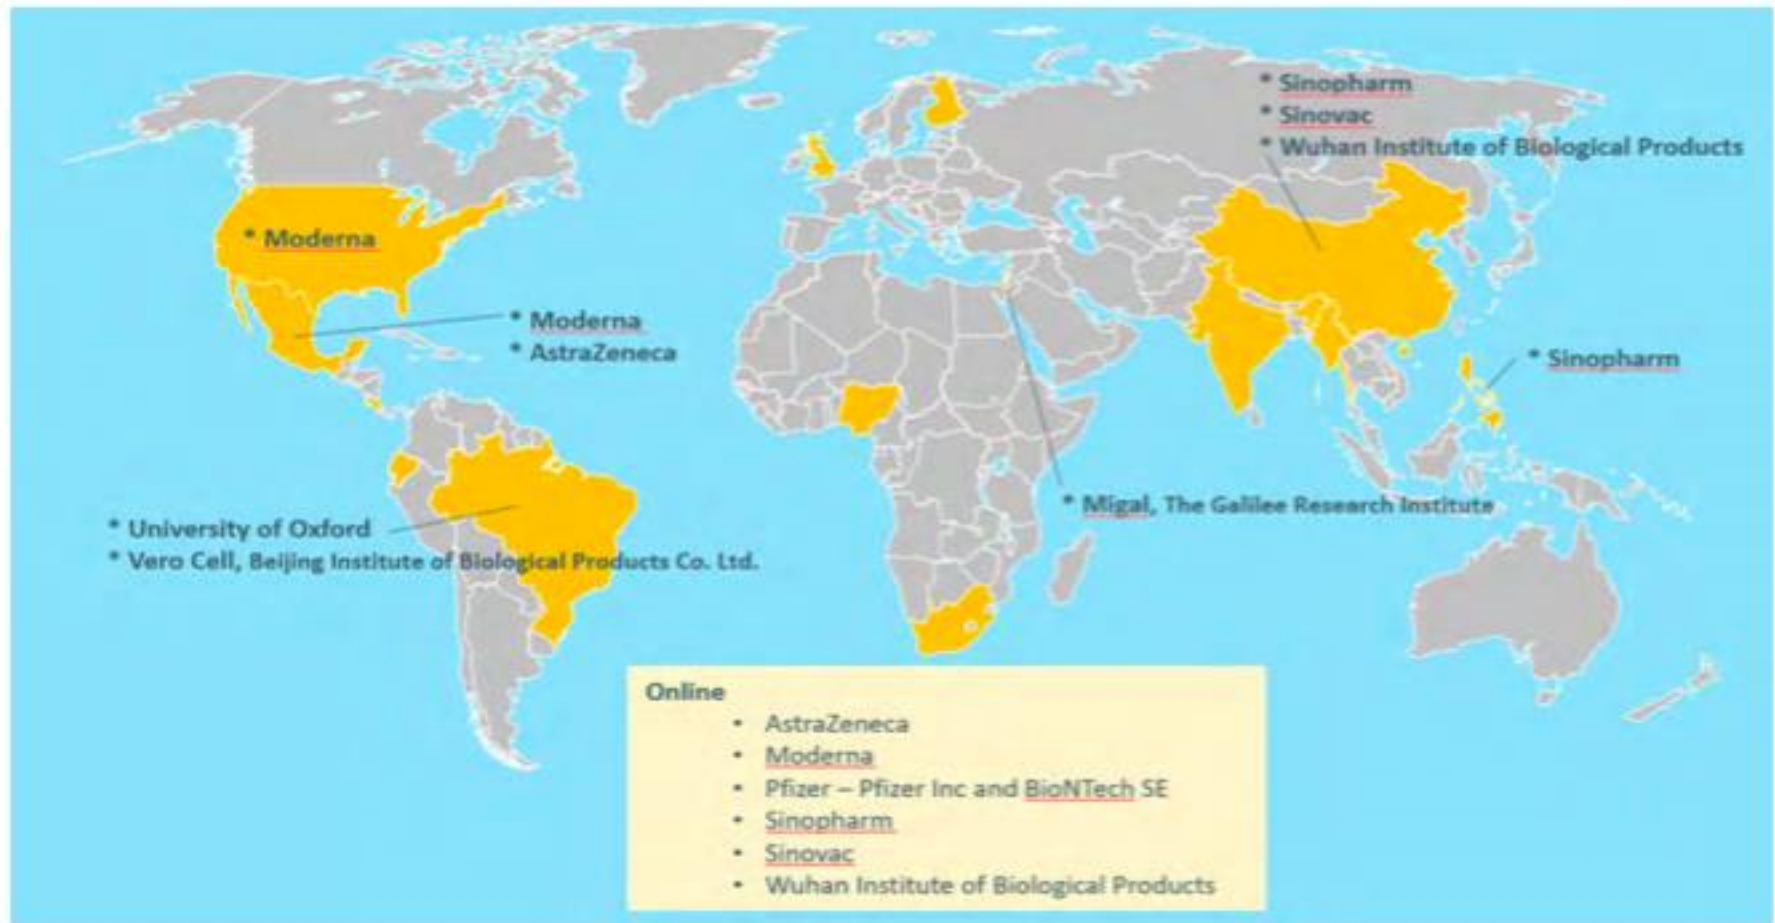 * Sinopharm
* Sinovac
* Wuhan Institute of Biological Products
* Moderna
* Moderna
* AstraZeneca
* Sinopharm
* Migal, The Galilee Research Institute
* University of Oxford
* Vero Cell, Beijing Institute of Biological Products Co. Ltd.
Online
• AstraZeneca
• Moderna
• Pfizer – Pfizer Inc and BioNTech SE
• Sinopharm
• Sinovac
• Wuhan Institute of Biological Products